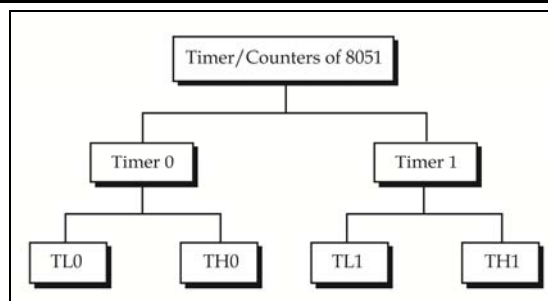 Timer/Counters of 8051
Timer 0
Timer 1
TL0
TH0
TL1
TH1